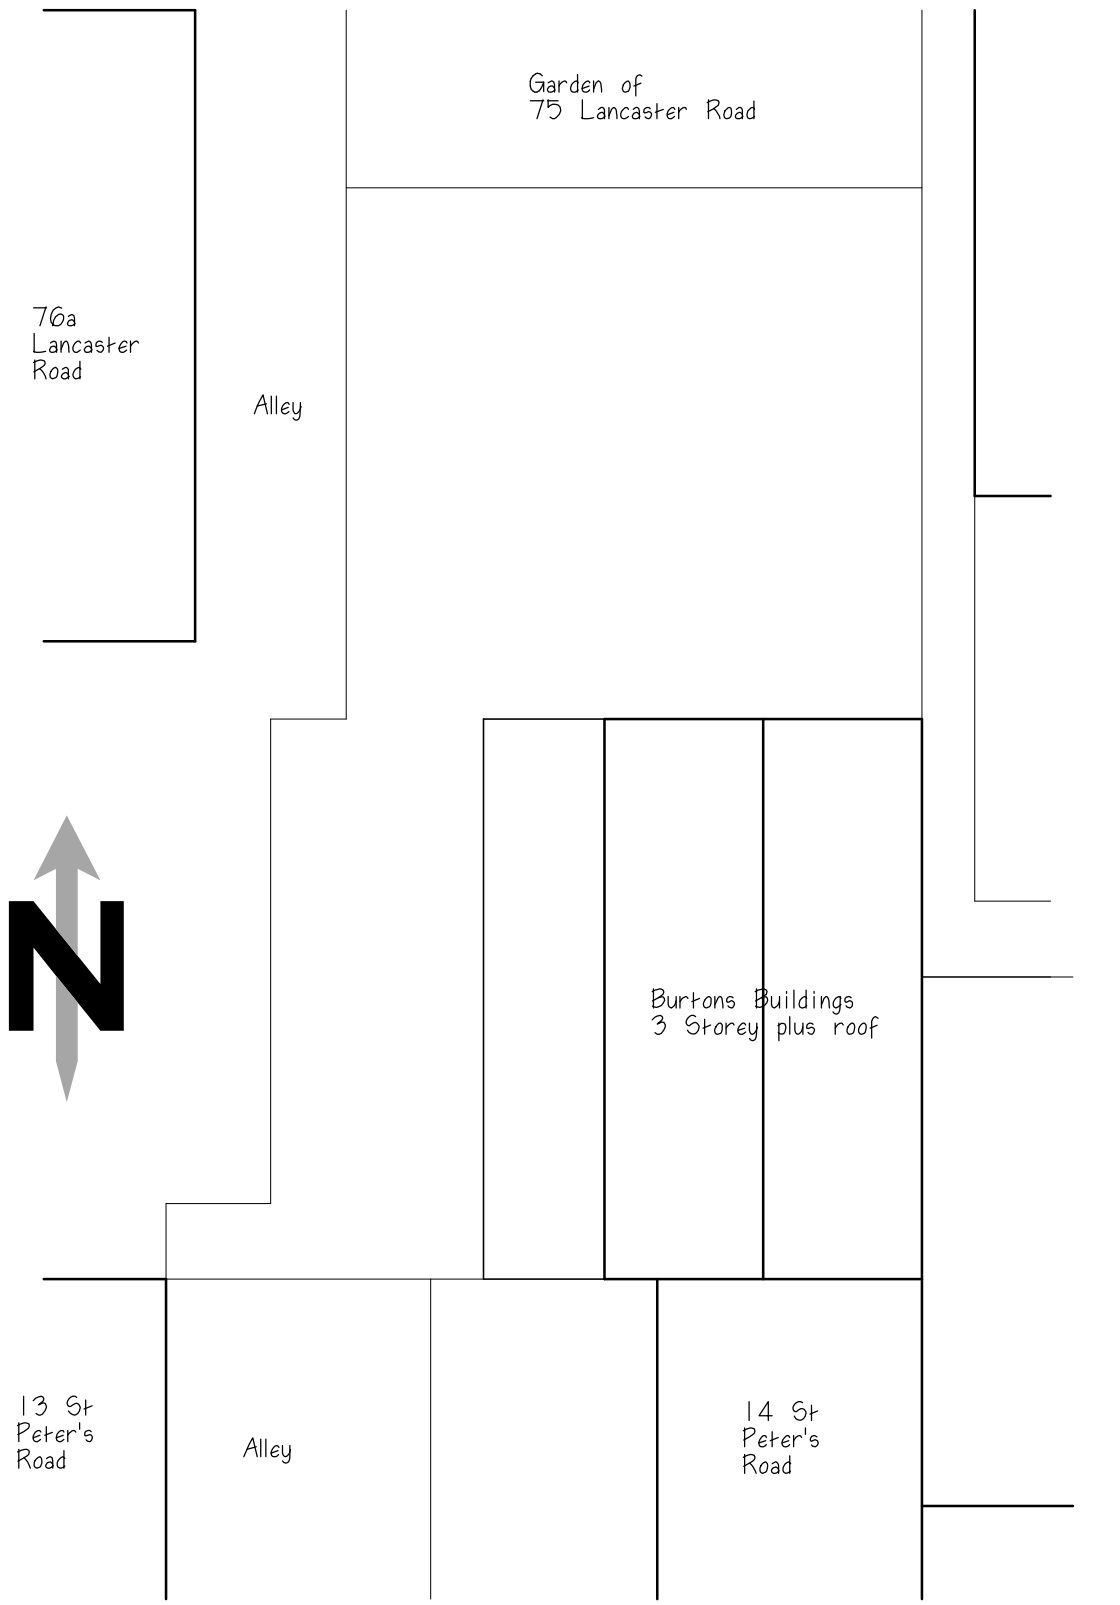 Garden of
75 Lancaster Road
76a
Lancaster
Road
Alley
N
Burtons Buildings
3 Storey plus roof
13 St
Peter's
Road
Alley
14 St
Peter's
Road